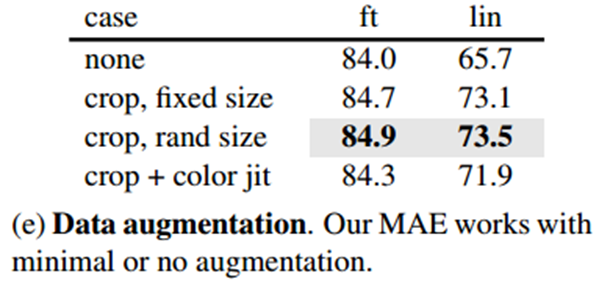 case ft lin
none 84.0 65.7
crop, fixed size 84.7 73.1
crop, rand size 84.9 73.5
crop + color jit 84.3 71.9
(e) Data augmentation. Our MAE works with
minimal or no augmentation.